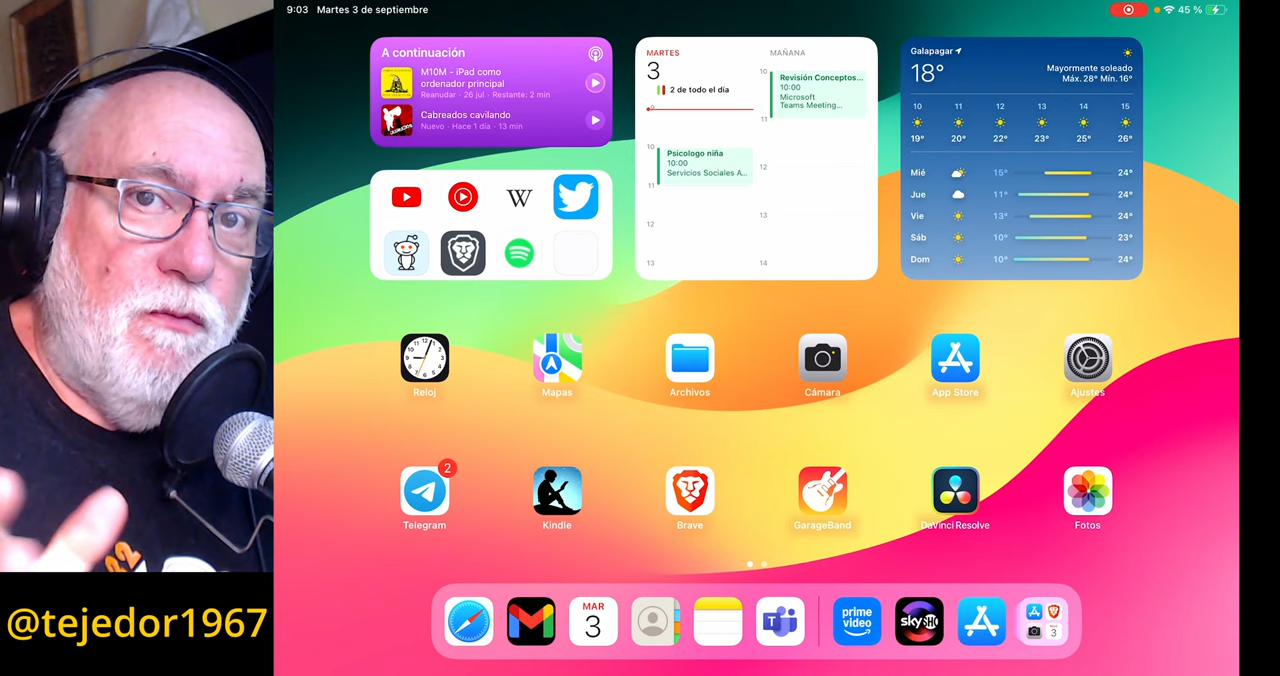 9:03 Martes 3 de septiembre
45 %
A continuación
M10M - iPad como
ordenador principal
Reanudar · 26 jul · Restante: 2 min
Cabreados cavilando
Nuevo · Hace 1 día · 13 min
W
MARTES
3
2 de todo el día
9
10
Psicologo niña
10:00
Servicios Sociales A...
11
12
13
MAÑANA
10
Revisión Conceptos...
10:00
Microsoft
Teams Meeting...
11
12
13
14
Galapagar
18°
Mayormente soleado
Máx. 28° Mín. 16°
10 11 12 13 14 15
19° 20° 22° 23° 25° 26°
Mié 15° 24°
Jue 11° 24°
Vie 13° 24°
Sáb 10° 23°
Dom 10° 24°
Reloj
Mapas
Archivos
Cámara
App Store
Ajustes
2
Telegram
Kindle
Brave
GarageBand
DaVinci Resolve
Fotos
MAR
3
prime
video
sky SHO
@tejedor1967